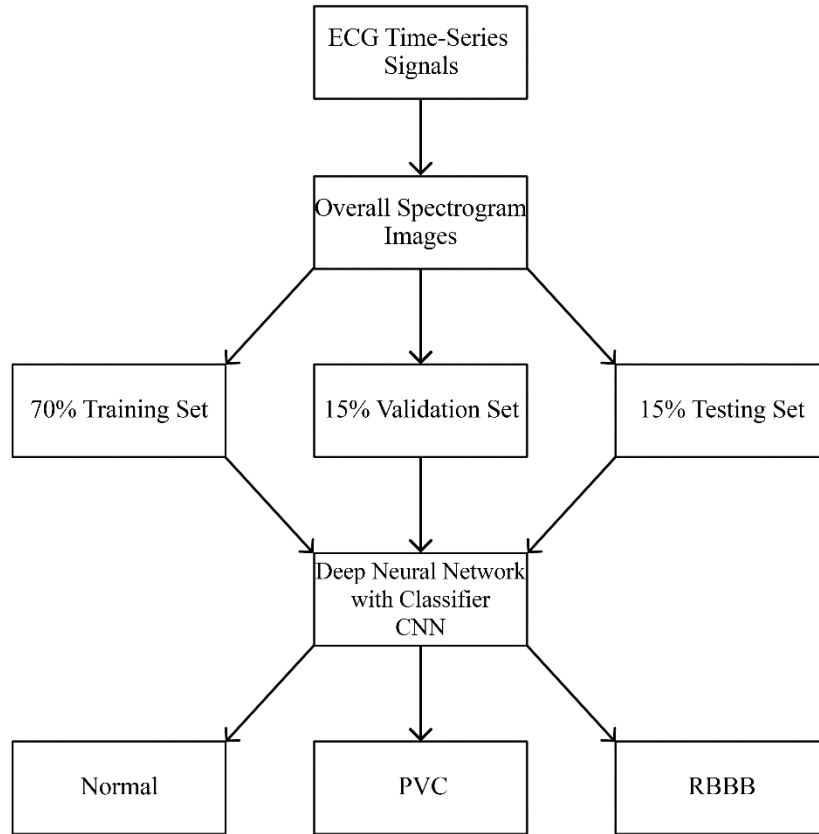 ECG Time-Series
Signals
Overall Spectrogram
Images
70% Training Set
15% Validation Set
15% Testing Set
Deep Neural Network
with Classifier
CNN
Normal
PVC
RBBB